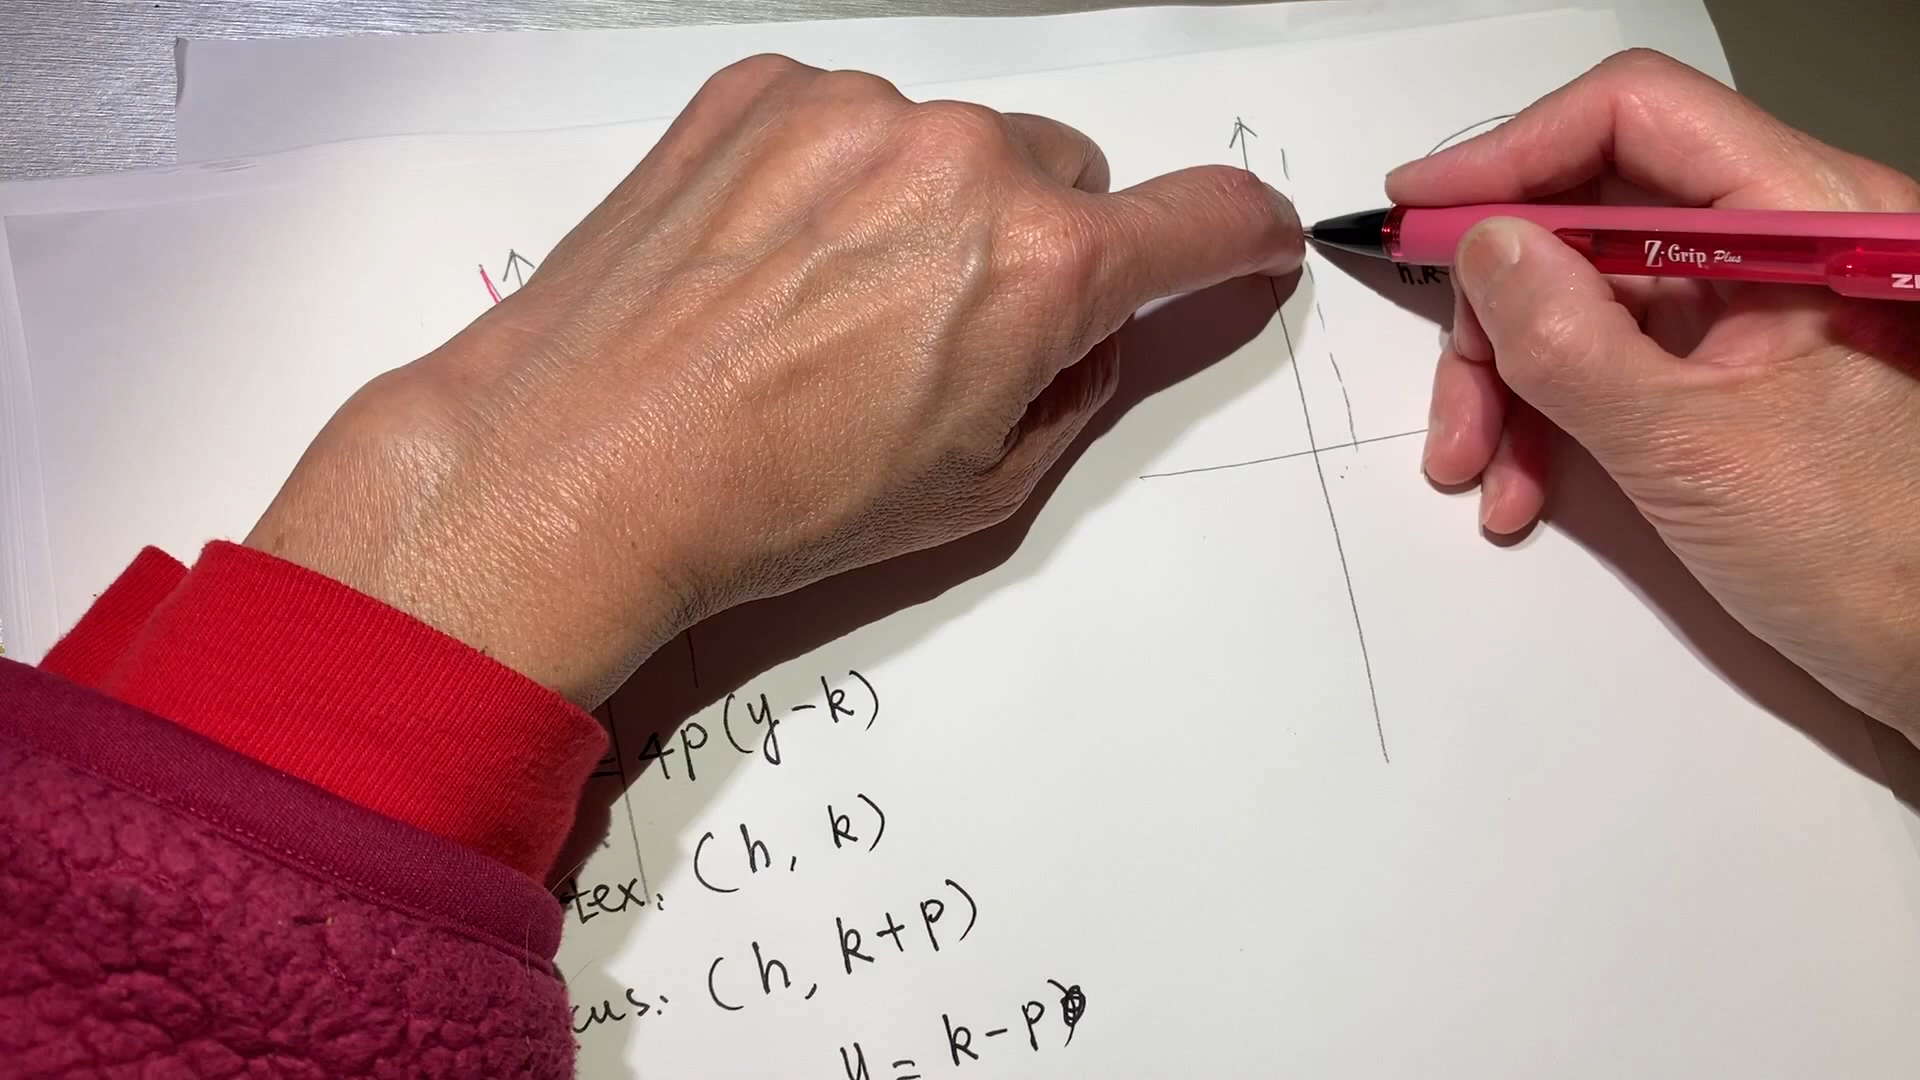 Z-Grip Plus
h.k
= 4p(y-k)
tex: (h, k)
cus: (h, k+p)
y = k-p